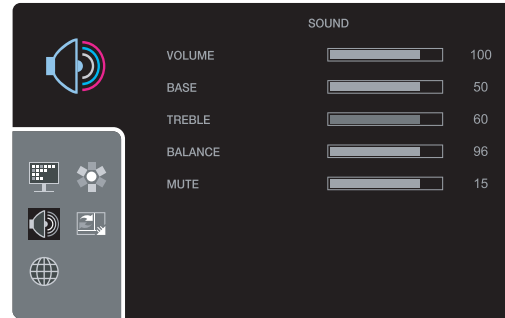 SOUND
VOLUME 100
BASE 50
TREBLE 60
BALANCE 96
MUTE 15